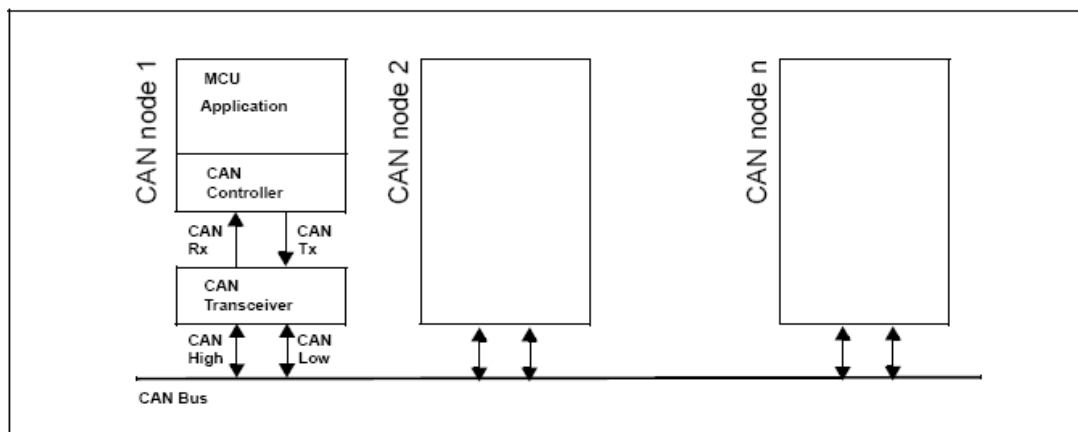 CAN node 1
MCU
Application
CAN
Controller
CAN
Rx
CAN
Tx
CAN
Transceiver
CAN
High
CAN
Low
CAN node 2
CAN node n
CAN Bus